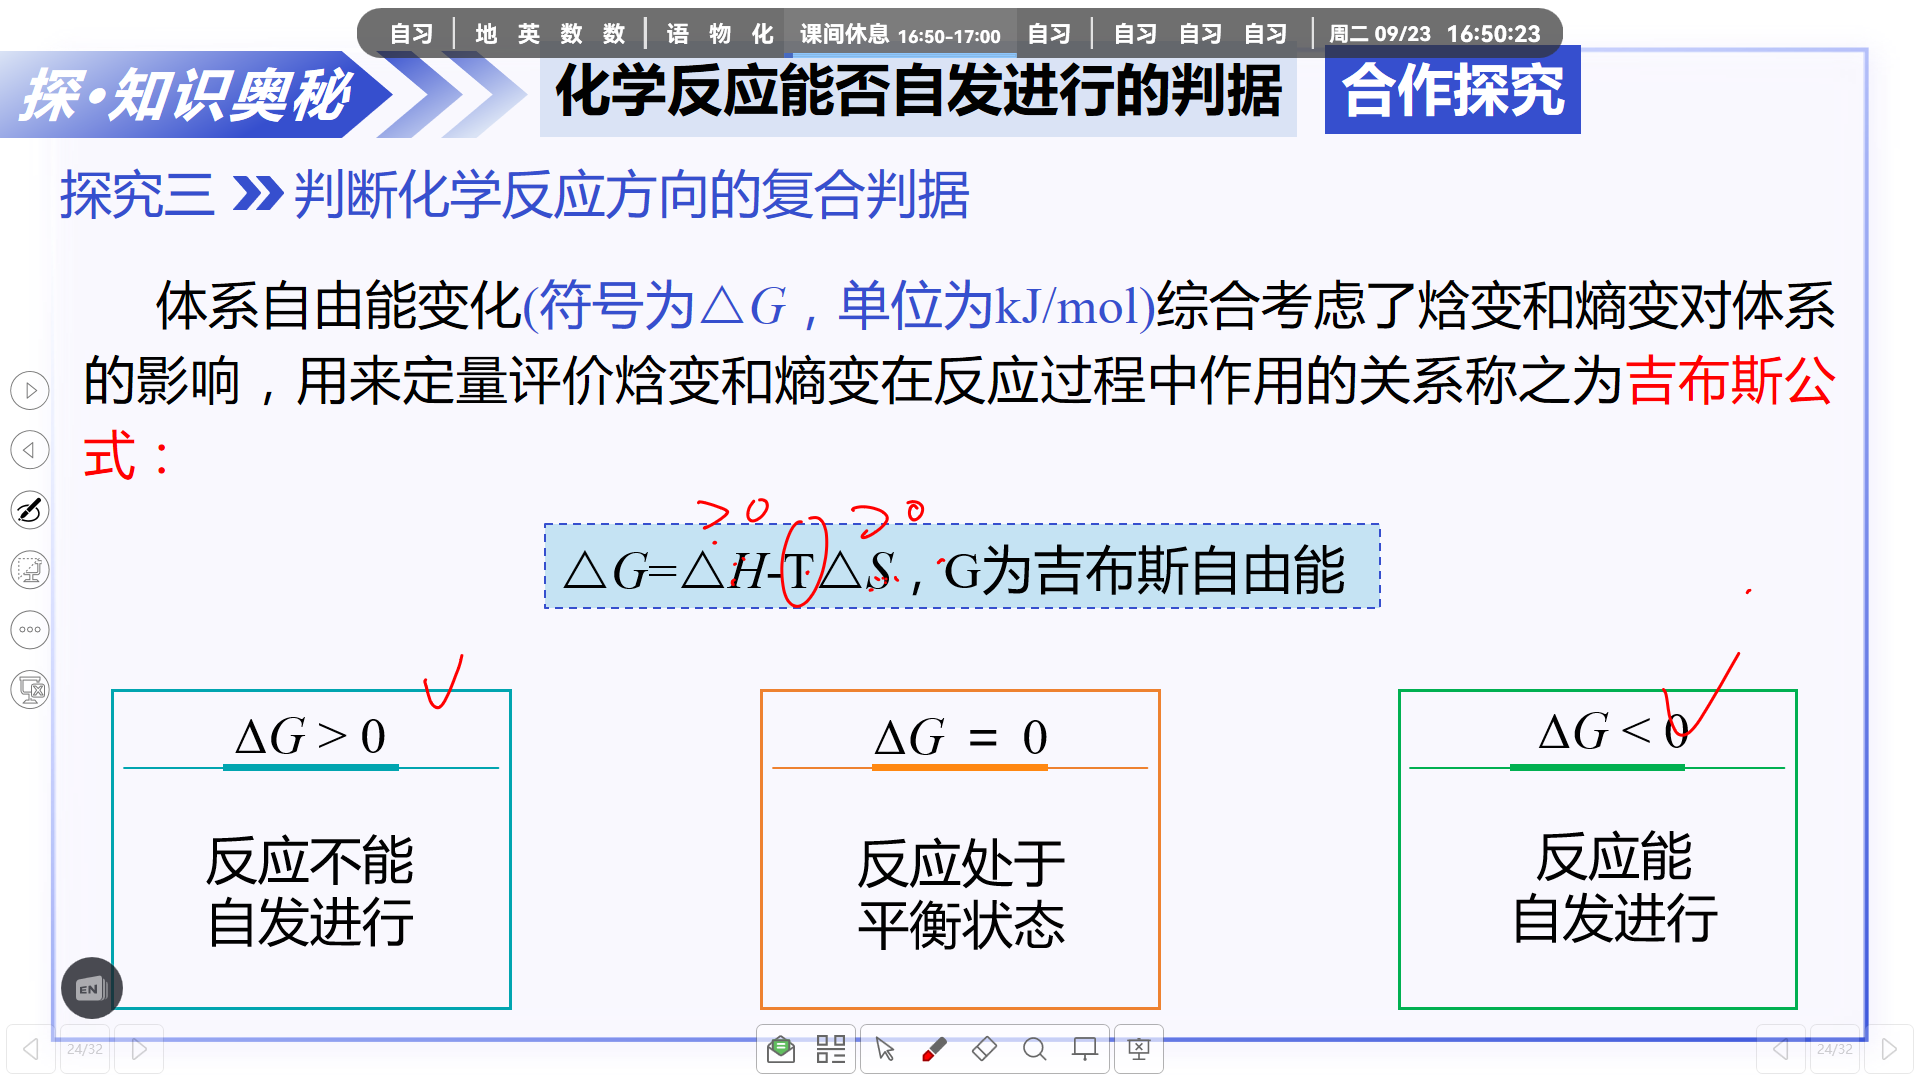 自习 | 地 英 数 数 | 语 物 化 课间休息 16:50-17:00 自习 | 自习 自习 自习 | 周二 09/23 16:50:23
探·知识奥秘 化学反应能否自发进行的判据 合作探究
探究三 判断化学反应方向的复合判据
体系自由能变化(符号为△G，单位为kJ/mol)综合考虑了焓变和熵变对体系
的影响，用来定量评价焓变和熵变在反应过程中作用的关系称之为吉布斯公
式：
>0 >0
△G=△H-T△S，G为吉布斯自由能
ΔG > 0
反应不能
自发进行
ΔG = 0
反应处于
平衡状态
ΔG < 0
反应能
自发进行
EN
24/32
24/32